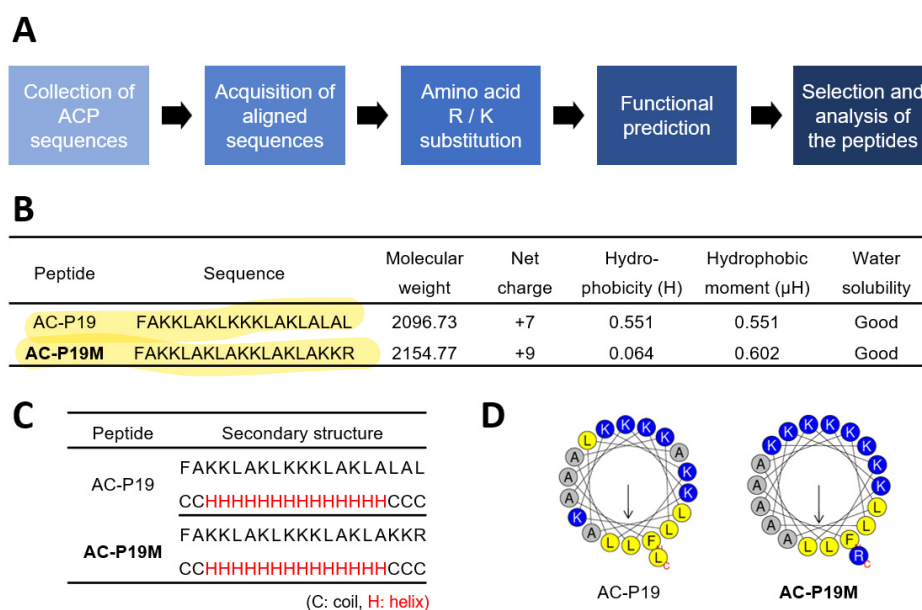 A
Collection of
ACP
sequences
Acquisition of
aligned
sequences
Amino acid
R / K
substitution
Functional
prediction
Selection and
analysis of
the peptides
B
Peptide Sequence Molecular weight Net charge Hydro-phobicity (H) Hydrophobic moment (μH) Water solubility
AC-P19 FAKKLAKLKKKLAKLALAL 2096.73 +7 0.551 0.551 Good
AC-P19M FAKKLAKLAKKLAKLAKKR 2154.77 +9 0.064 0.602 Good
C
Peptide Secondary structure
AC-P19
FAKKLAKLKKKLAKLALAL
CCHHHHHHHHHHHHHHCCC
AC-P19M
FAKKLAKLAKKLAKLAKKR
CCHHHHHHHHHHHHHHCCC
(C: coil, H: helix)
D
L K K K K A K K L L L F L L A K A A A
C
AC-P19
K K K K K K K K L L F R L L A A A A A
C
AC-P19M